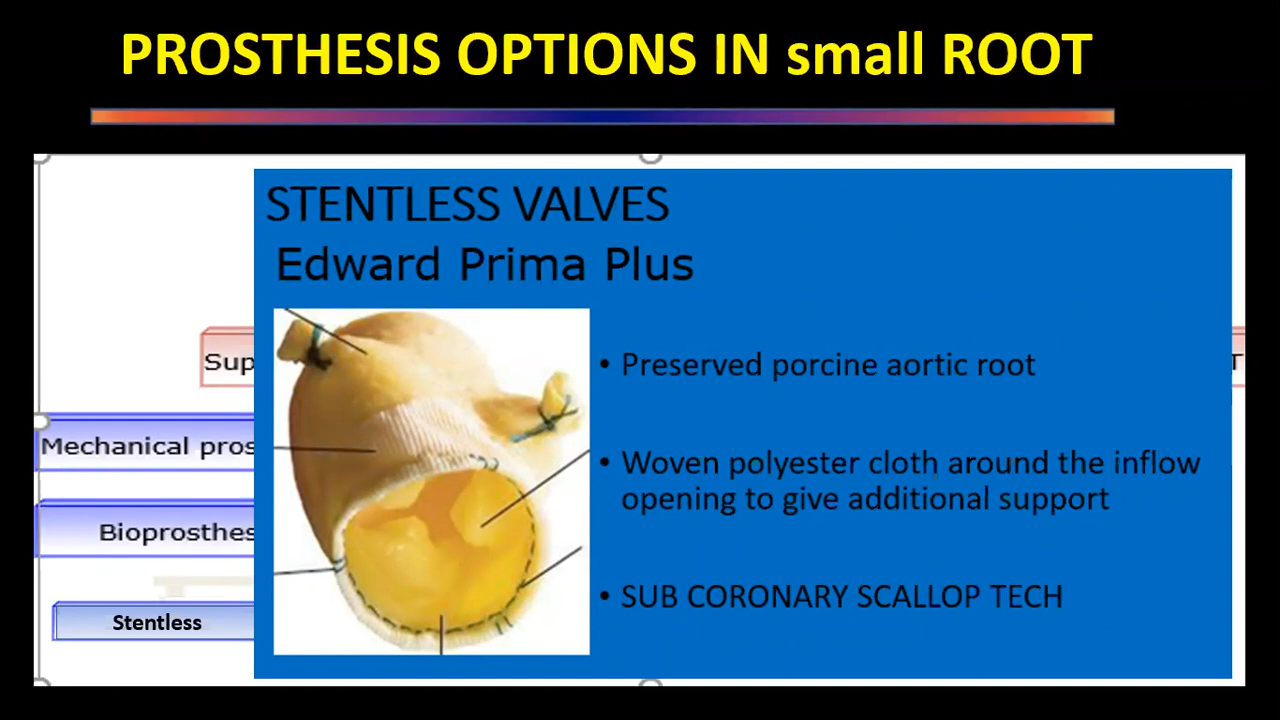 PROSTHESIS OPTIONS IN small ROOT
STENTLESS VALVES
Edward Prima Plus
Sup
T
• Preserved porcine aortic root
Mechanical pros
• Woven polyester cloth around the inflow
opening to give additional support
Bioprosthes
• SUB CORONARY SCALLOP TECH
Stentless